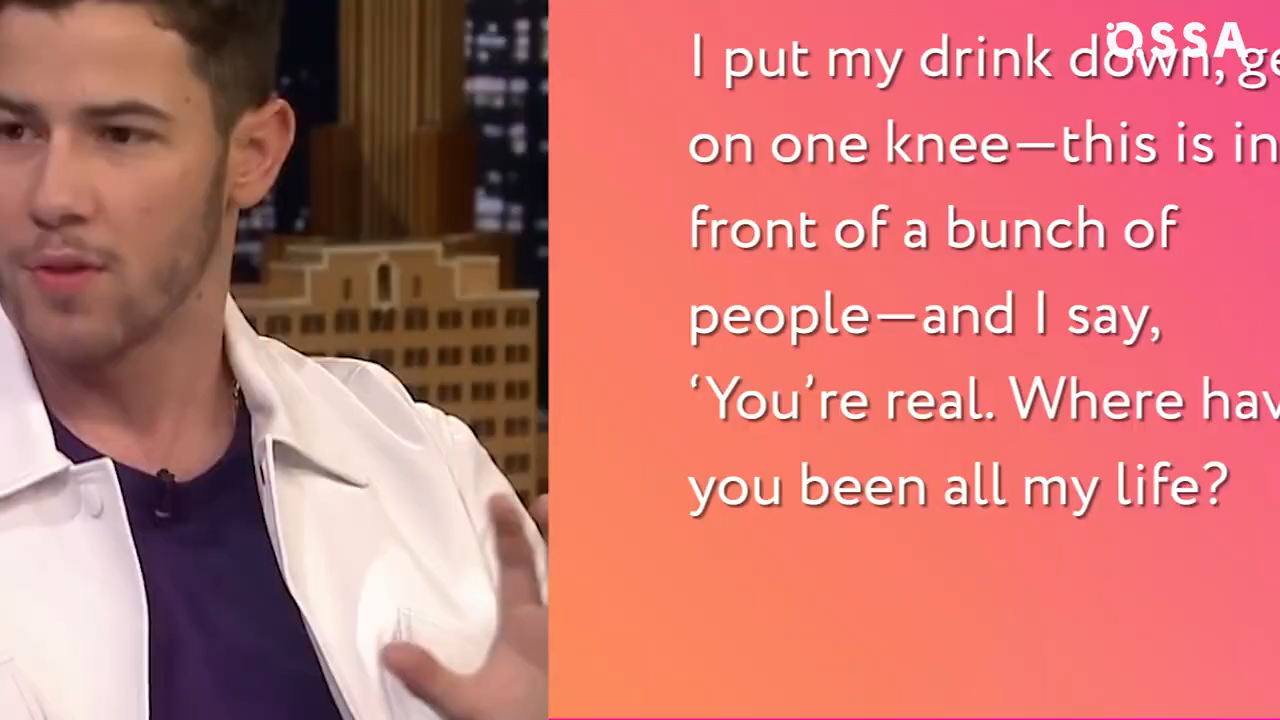 OSSA
I put my drink down, ge
on one knee—this is in
front of a bunch of
people—and I say,
‘You’re real. Where hav
you been all my life?